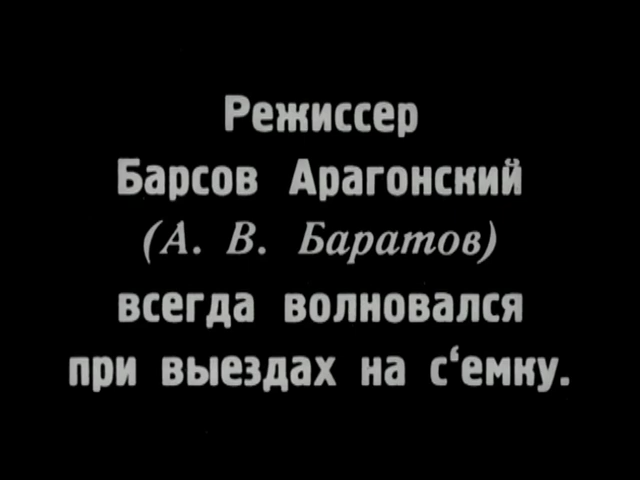 Режиссер
Барсов Арагонский
(А. В. Баратов)
всегда волновался
при выездах на с‘емку.